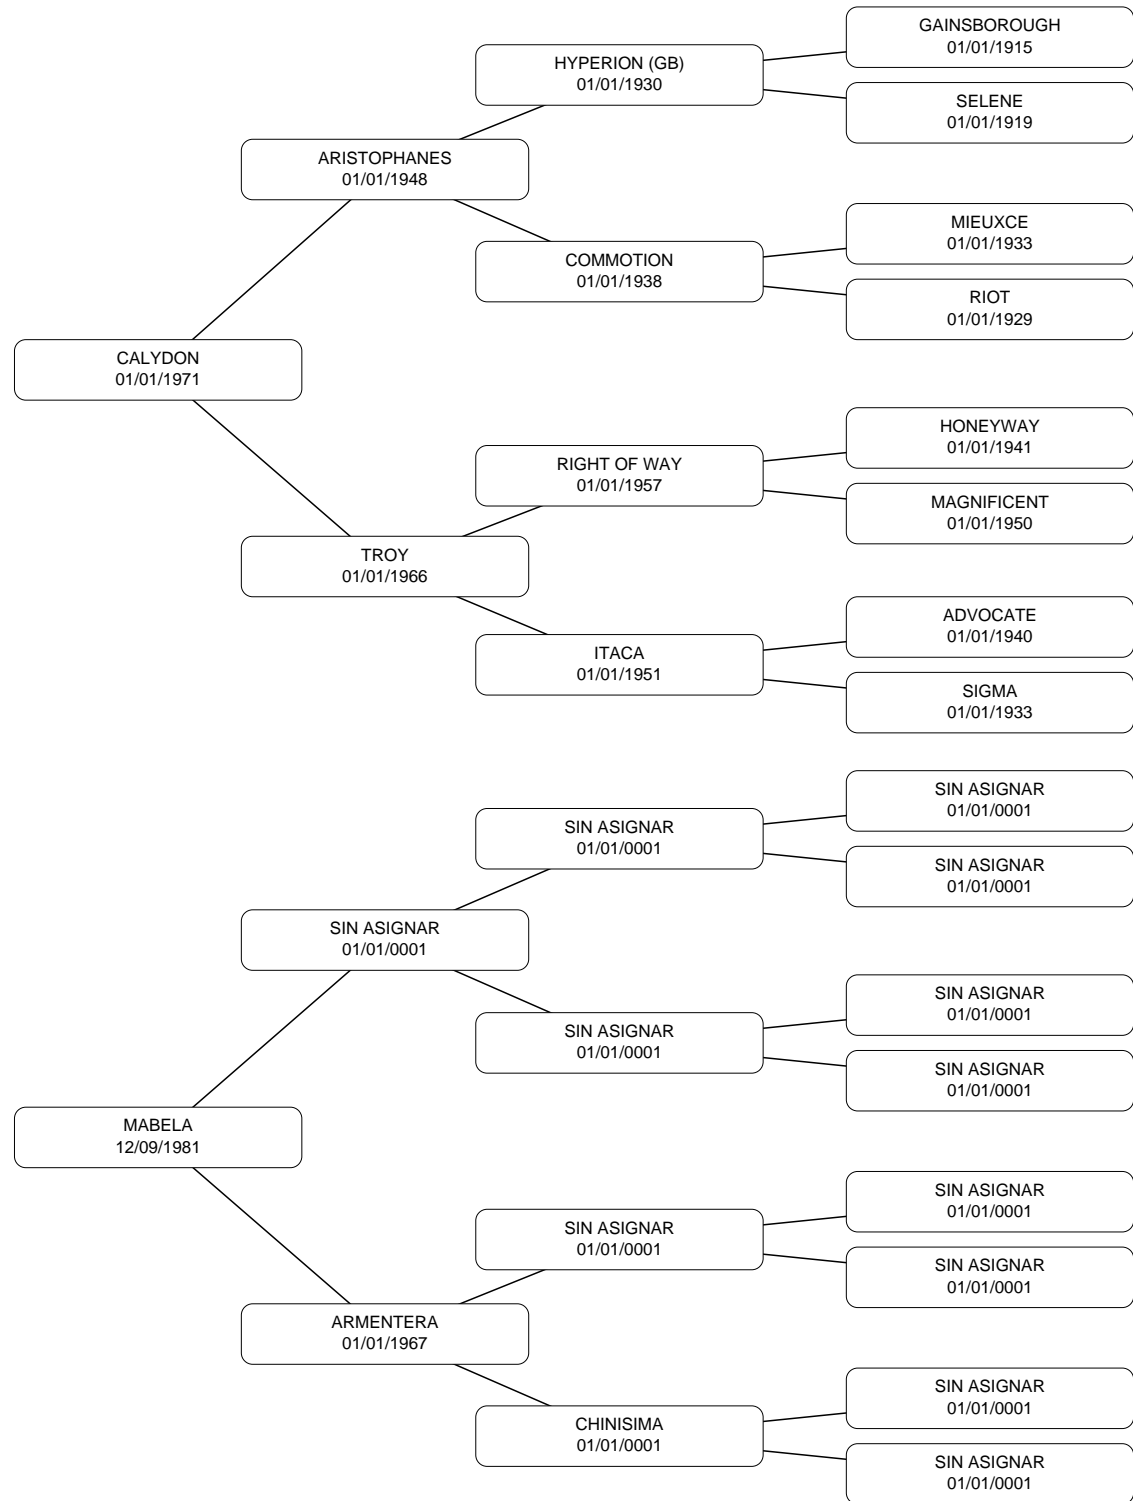 GAINSBOROUGH
01/01/1915
HYPERION (GB)
01/01/1930
SELENE
01/01/1919
ARISTOPHANES
01/01/1948
MIEUXCE
01/01/1933
COMMOTION
01/01/1938
RIOT
01/01/1929
CALYDON
01/01/1971
HONEYWAY
01/01/1941
RIGHT OF WAY
01/01/1957
MAGNIFICENT
01/01/1950
TROY
01/01/1966
ADVOCATE
01/01/1940
ITACA
01/01/1951
SIGMA
01/01/1933
SIN ASIGNAR
01/01/0001
SIN ASIGNAR
01/01/0001
SIN ASIGNAR
01/01/0001
SIN ASIGNAR
01/01/0001
SIN ASIGNAR
01/01/0001
SIN ASIGNAR
01/01/0001
SIN ASIGNAR
01/01/0001
MABELA
12/09/1981
SIN ASIGNAR
01/01/0001
SIN ASIGNAR
01/01/0001
SIN ASIGNAR
01/01/0001
ARMENTERA
01/01/1967
SIN ASIGNAR
01/01/0001
CHINISIMA
01/01/0001
SIN ASIGNAR
01/01/0001